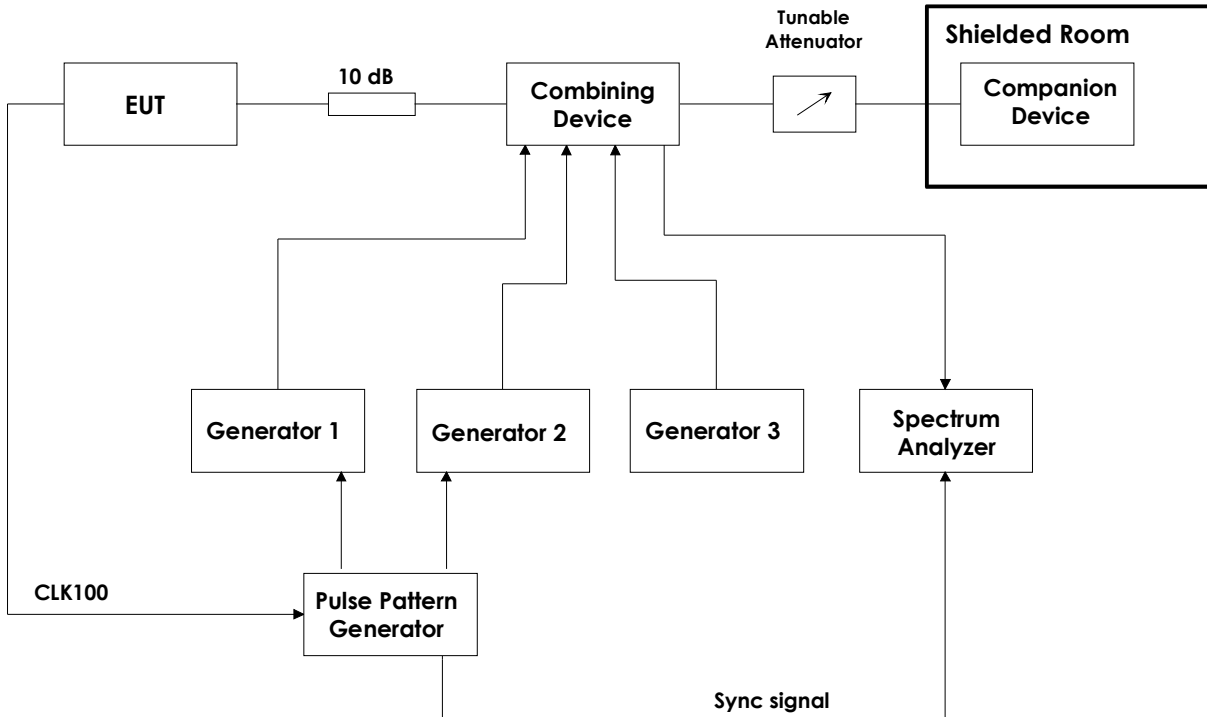 Tunable
Attenuator
Shielded Room
10 dB
EUT
Combining
Device
Companion
Device
Generator 1
Generator 2
Generator 3
Spectrum
Analyzer
CLK100
Pulse Pattern
Generator
Sync signal